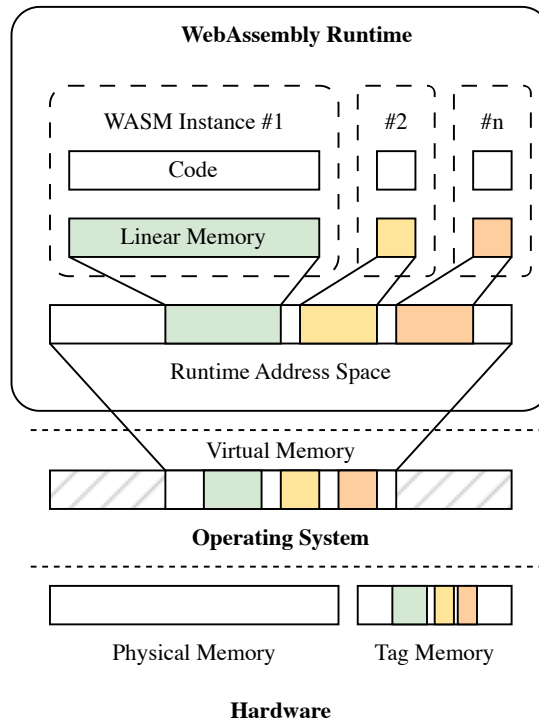 WebAssembly Runtime
WASM Instance #1
#2
#n
Code
Linear Memory
Runtime Address Space
Virtual Memory
Operating System
Physical Memory
Tag Memory
Hardware